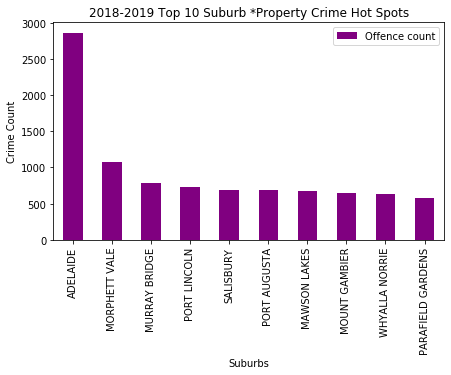 2018-2019 Top 10 Suburb *Property Crime Hot Spots
Offence count
Crime Count
3000
2500
2000
1500
1000
500
0
ADELAIDE
MORPHETT VALE
MURRAY BRIDGE
PORT LINCOLN
SALISBURY
PORT AUGUSTA
MAWSON LAKES
MOUNT GAMBIER
WHYALLA NORRIE
PARAFIELD GARDENS
Suburbs